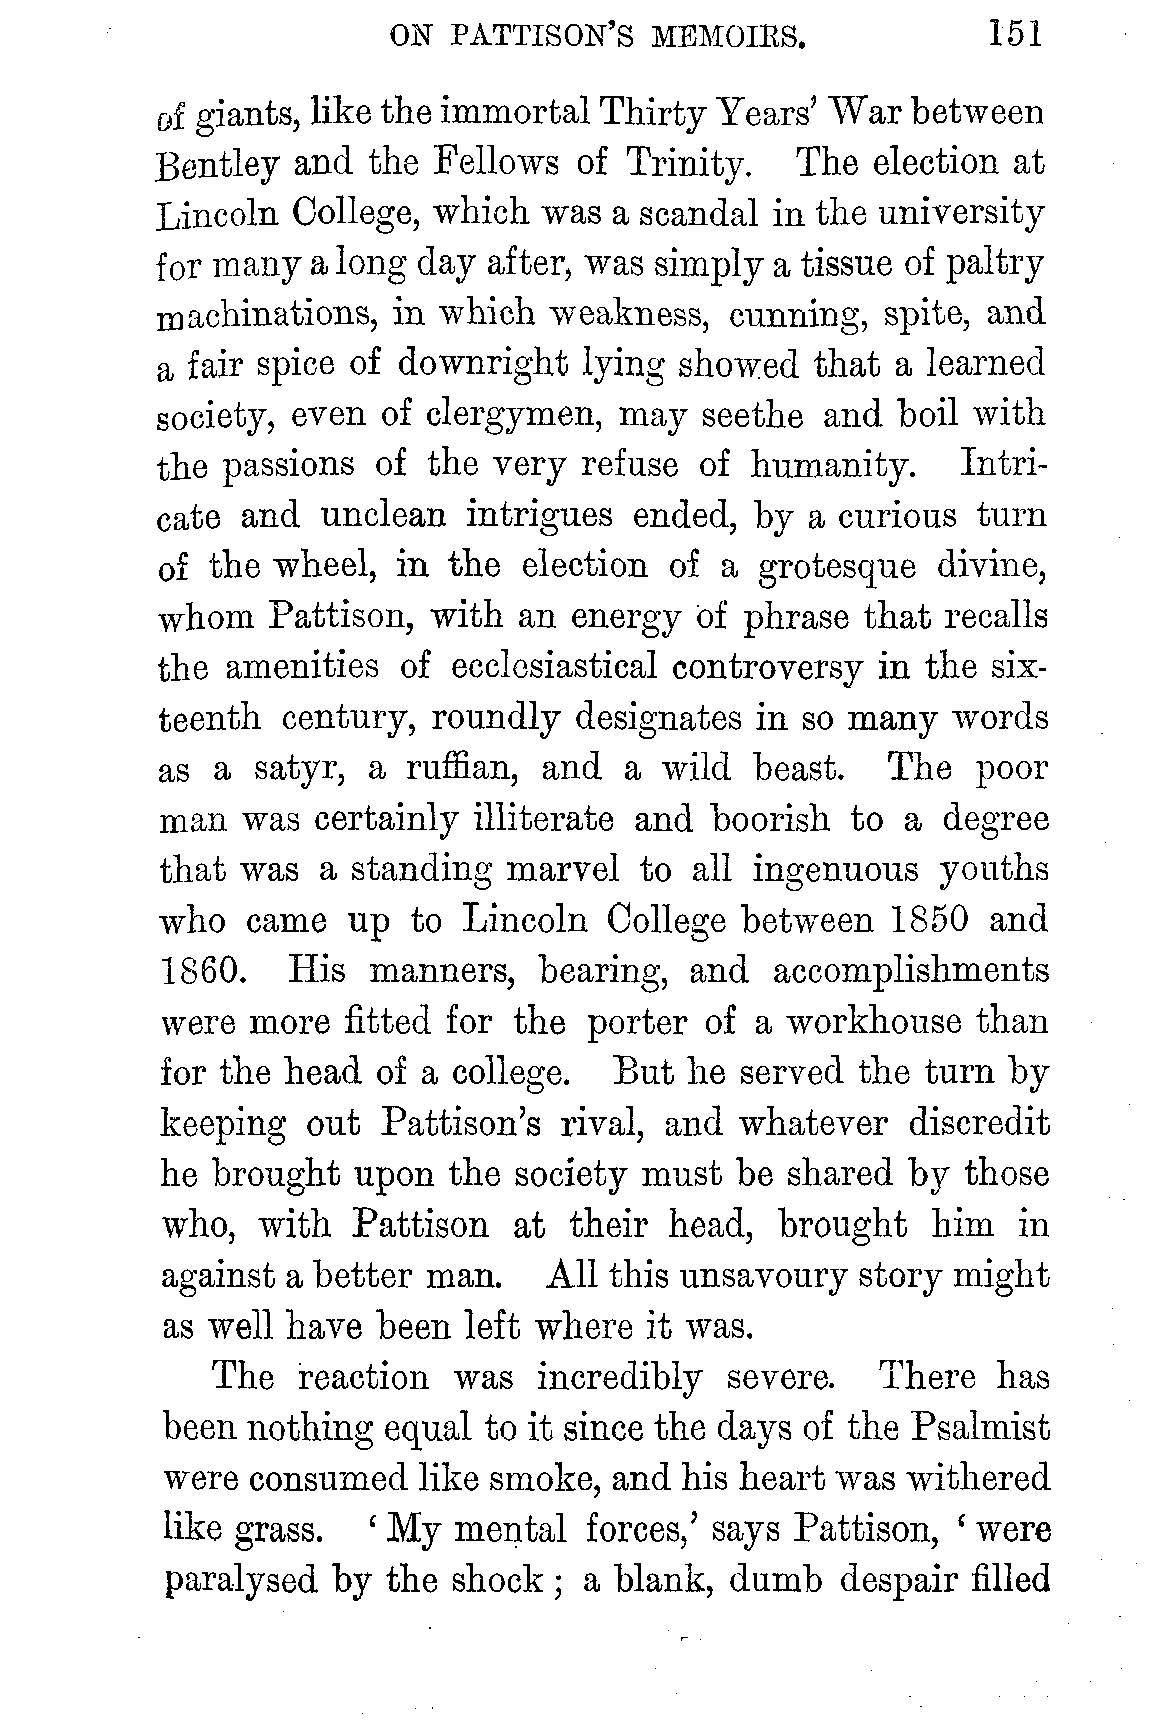 ON PATTISON'S MEMOIRS. 151
of giants, like the immortal Thirty Years' War between
Bentley and the Fellows of Trinity. The election at
Lincoln College, which was a scandal in the university
for many a long day after, was simply a tissue of paltry
machinations, in which weakness, cunning, spite, and
a fair spice of downright lying showed that a learned
society, even of clergymen, may seethe and boil with
the passions of the very refuse of humanity. Intri-
cate and unclean intrigues ended, by a curious turn
of the wheel, in the election of a grotesque divine,
whom Pattison, with an energy of phrase that recalls
the amenities of ecclesiastical controversy in the six-
teenth century, roundly designates in so many words
as a satyr, a ruffian, and a wild beast. The poor
man was certainly illiterate and boorish to a degree
that was a standing marvel to all ingenuous youths
who came up to Lincoln College between 1850 and
1860. His manners, bearing, and accomplishments
were more fitted for the porter of a workhouse than
for the head of a college. But he served the turn by
keeping out Pattison's rival, and whatever discredit
he brought upon the society must be shared by those
who, with Pattison at their head, brought him in
against a better man. All this unsavoury story might
as well have been left where it was.
The reaction was incredibly severe. There has
been nothing equal to it since the days of the Psalmist
were consumed like smoke, and his heart was withered
like grass. ‘My mental forces,’ says Pattison, ‘were
paralysed by the shock; a blank, dumb despair filled